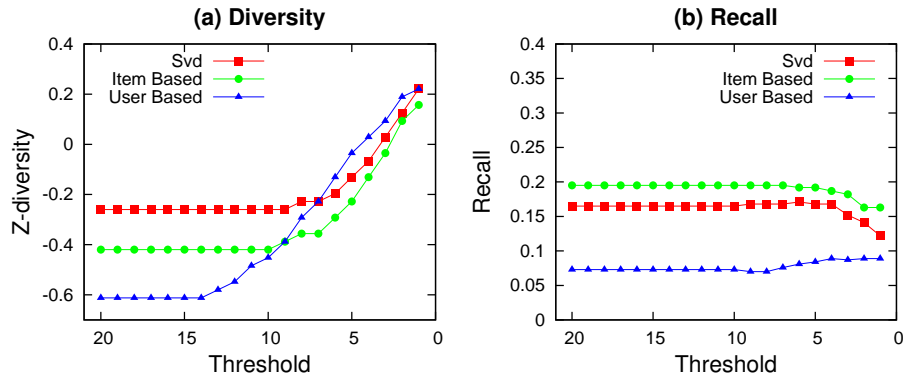 (a) Diversity
0.4
0.2
0
-0.2
-0.4
-0.6
Z-diversity
Svd
Item Based
User Based
20 15 10 5 0
Threshold
(b) Recall
0.4
0.35
0.3
0.25
0.2
0.15
0.1
0.05
0
Recall
Svd
Item Based
User Based
20 15 10 5 0
Threshold